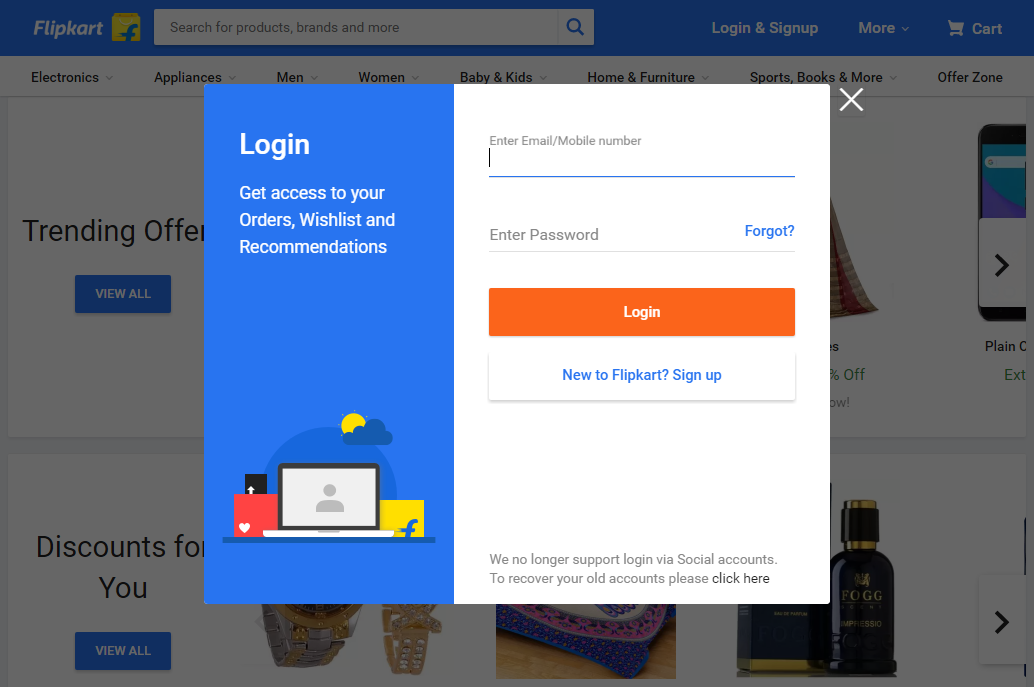 Flipkart
Search for products, brands and more
Login & Signup
More
Cart
Electronics
Appliances
Men
Women
Baby & Kids
Home & Furniture
Sports, Books & More
Offer Zone
Login
Get access to your
Orders, Wishlist and
Recommendations
Enter Email/Mobile number
Enter Password
Forgot?
Login
New to Flipkart? Sign up
We no longer support login via Social accounts.
To recover your old accounts please click here
Trending Offer
VIEW ALL
es
% Off
ow!
Plain C
Ext
Discounts for
You
VIEW ALL
FOGG
IMPRESSIO